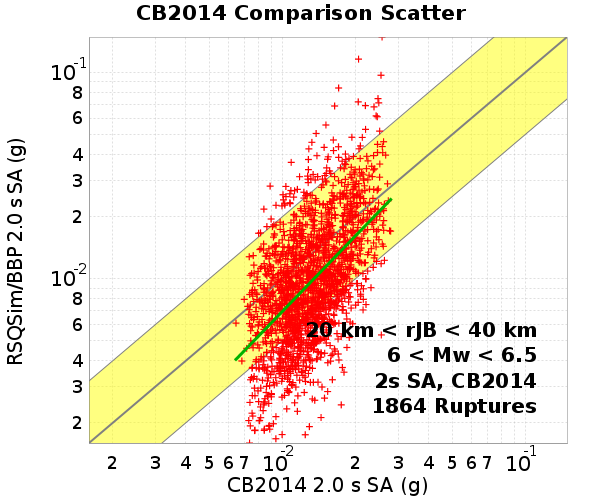 CB2014 Comparison Scatter
RSQSim/BBP 2.0 s SA (g)
10-1
8
6
4
3
2
10-2
8
6
4
3
2
20 km < rJB < 40 km
6 < Mw < 6.5
2s SA, CB2014
1864 Ruptures
2 3 4 5 6 7 10-2 2 3 4 5 6 7 10-1
CB2014 2.0 s SA (g)